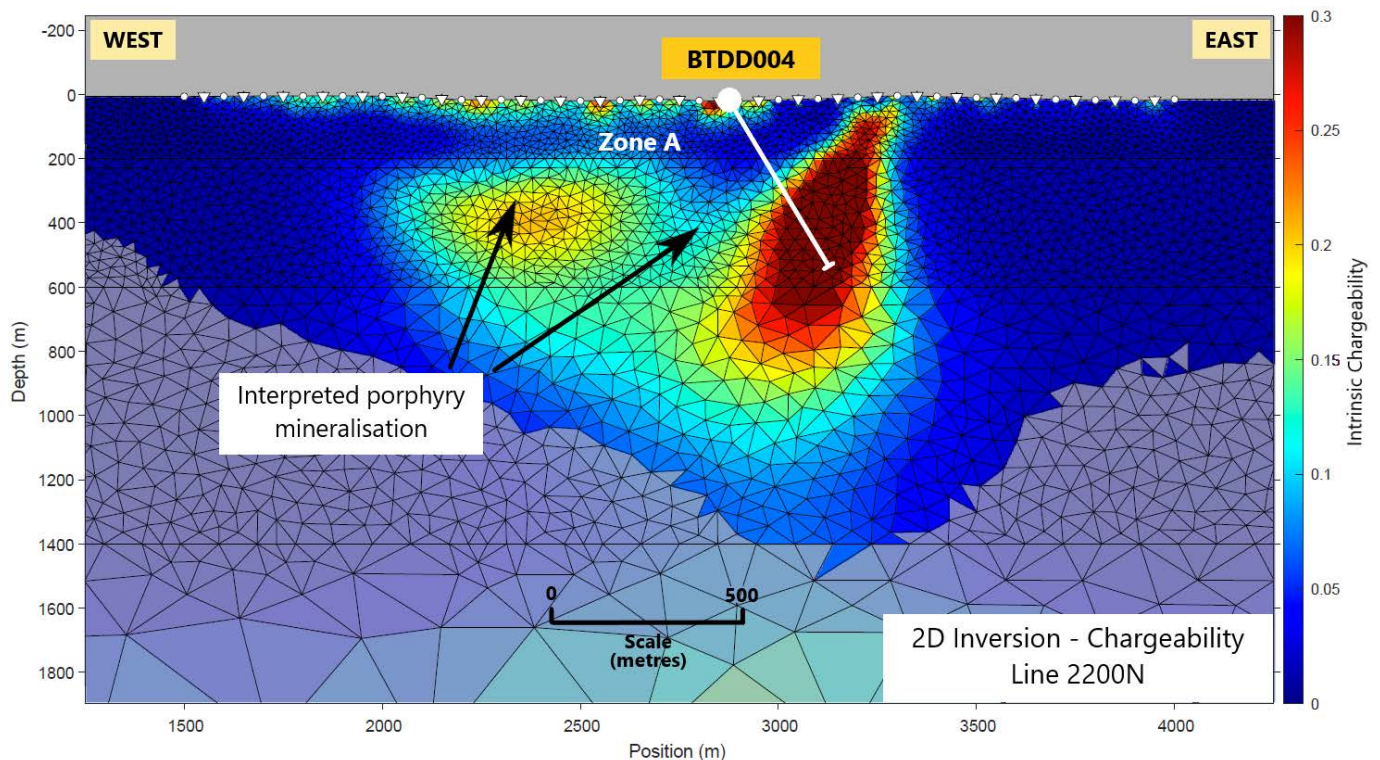 WEST
EAST
BTDD004
Zone A
Interpreted porphyry
mineralisation
0 500
Scale
(metres)
2D Inversion - Chargeability
Line 2200N
Depth (m)
-200
0
200
400
600
800
1000
1200
1400
1600
1800
1500 2000 2500 3000 3500 4000
Position (m)
0.3
0.25
0.2
0.15
0.1
0.05
0
Intrinsic Chargeability